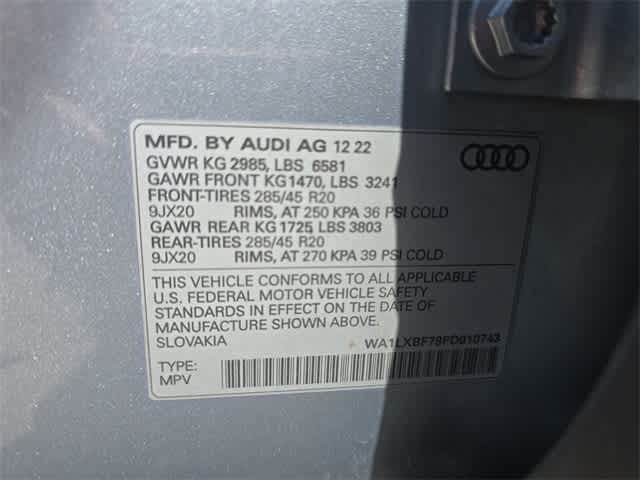 MFD. BY AUDI AG 12 22
GVWR KG 2985, LBS 6581
GAWR FRONT KG1470, LBS 3241
FRONT-TIRES 285/45 R20
9JX20 RIMS, AT 250 KPA 36 PSI COLD
GAWR REAR KG 1725 LBS 3803
REAR-TIRES 285/45 R20
9JX20 RIMS, AT 270 KPA 39 PSI COLD
THIS VEHICLE CONFORMS TO ALL APPLICABLE
U.S. FEDERAL MOTOR VEHICLE SAFETY
STANDARDS IN EFFECT ON THE DATE OF
MANUFACTURE SHOWN ABOVE.
SLOVAKIA WA1LXBF79PD010743
TYPE:
MPV